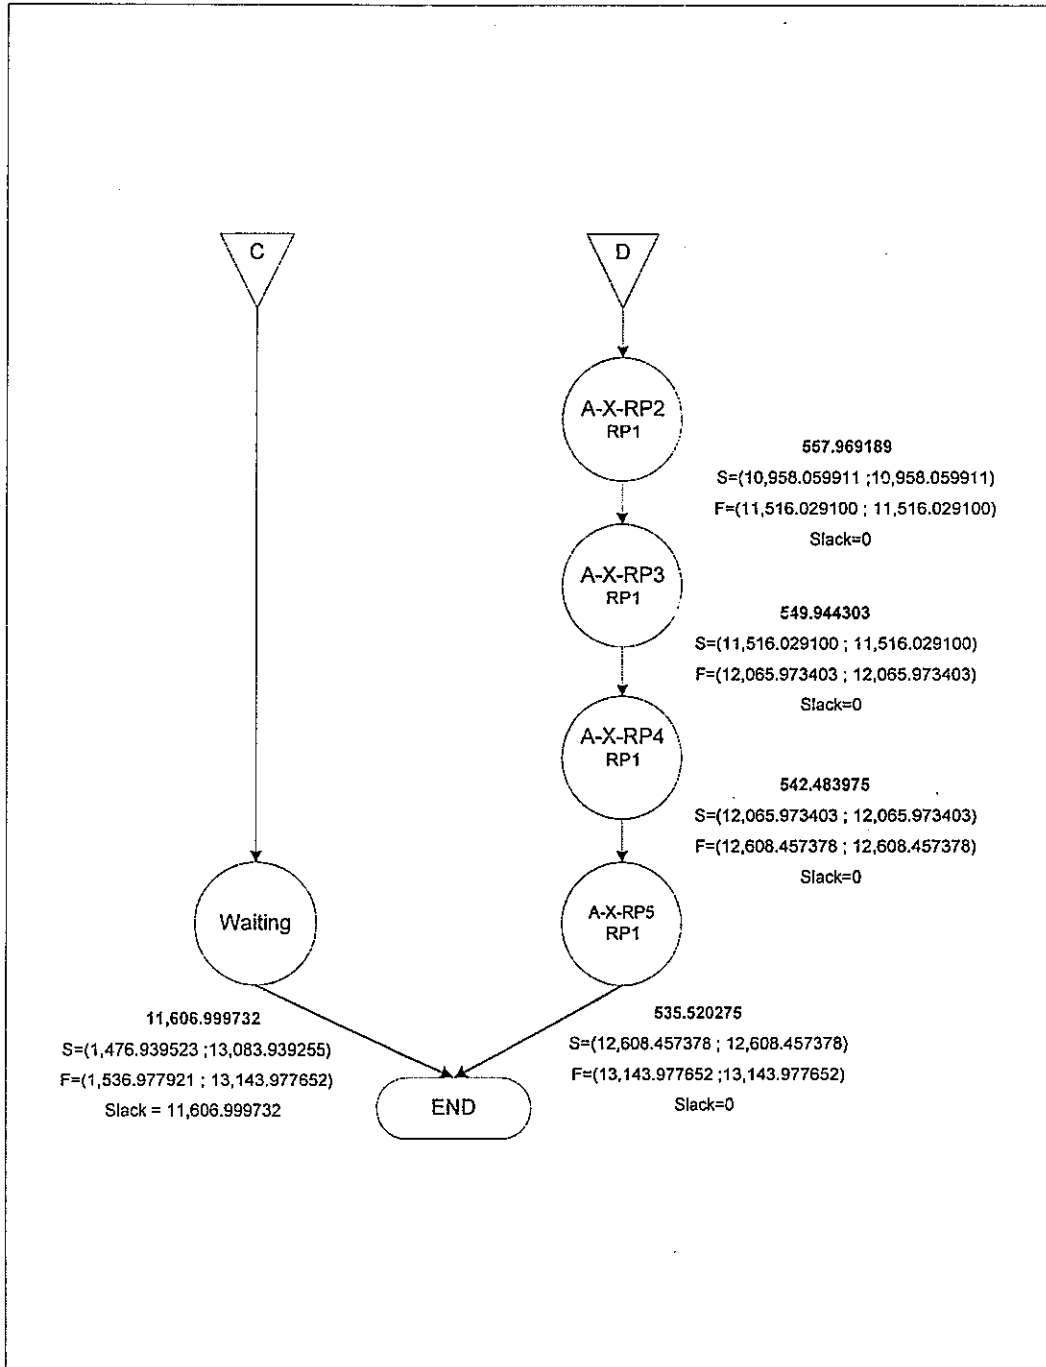 C
D
A-X-RP2
RP1
557.969189
S=(10,958.059911 ;10,958.059911)
F=(11,516.029100 ; 11,516.029100)
Slack=0
A-X-RP3
RP1
549.944303
S=(11,516.029100 ; 11,516.029100)
F=(12,065.973403 ; 12,065.973403)
Slack=0
A-X-RP4
RP1
542.483975
S=(12,065.973403 ; 12,065.973403)
F=(12,608.457378 ; 12,608.457378)
Slack=0
Waiting
A-X-RP5
RP1
11,606.999732
S=(1,476.939523 ;13,083.939255)
F=(1,536.977921 ; 13,143.977652)
Slack = 11,606.999732
535.520275
S=(12,608.457378 ; 12,608.457378)
F=(13,143.977652 ;13,143.977652)
Slack=0
END